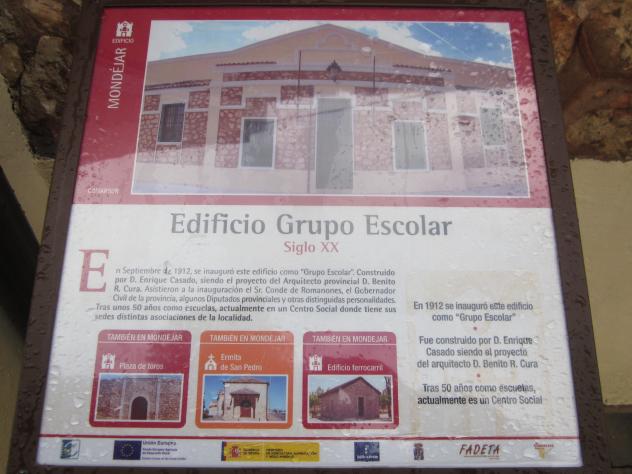 EDIFICIO
MONDÉJAR
Edificio Grupo Escolar
Siglo XX
En Septiembre de 1912, se inauguró este edificio como "Grupo Escolar". Construido
por D. Enrique Casado, siendo el proyecto del Arquitecto provincial D. Benito
R. Cura. Asistieron a la inauguración el Sr. Conde de Romanones, el Gobernador
Civil de la provincia, algunos Diputados provinciales y otras distinguidas personalidades.
Tras unos 50 años como escuelas, actualmente en un Centro Social donde tiene sus
sedes distintas asociaciones de la localidad.
En 1912 se inauguró este edificio
como "Grupo Escolar"
Fue construido por D. Enrique
Casado siendo el proyecto
del arquitecto D. Benito R. Cura
Tras 50 años como escuelas,
actualmente es un Centro Social
TAMBIÉN EN MONDEJAR
Plaza de toros
TAMBIÉN EN MONDEJAR
Ermita
de San Pedro
TAMBIÉN EN MONDEJAR
Edificio ferrocarril
Unión Europea
FADETA